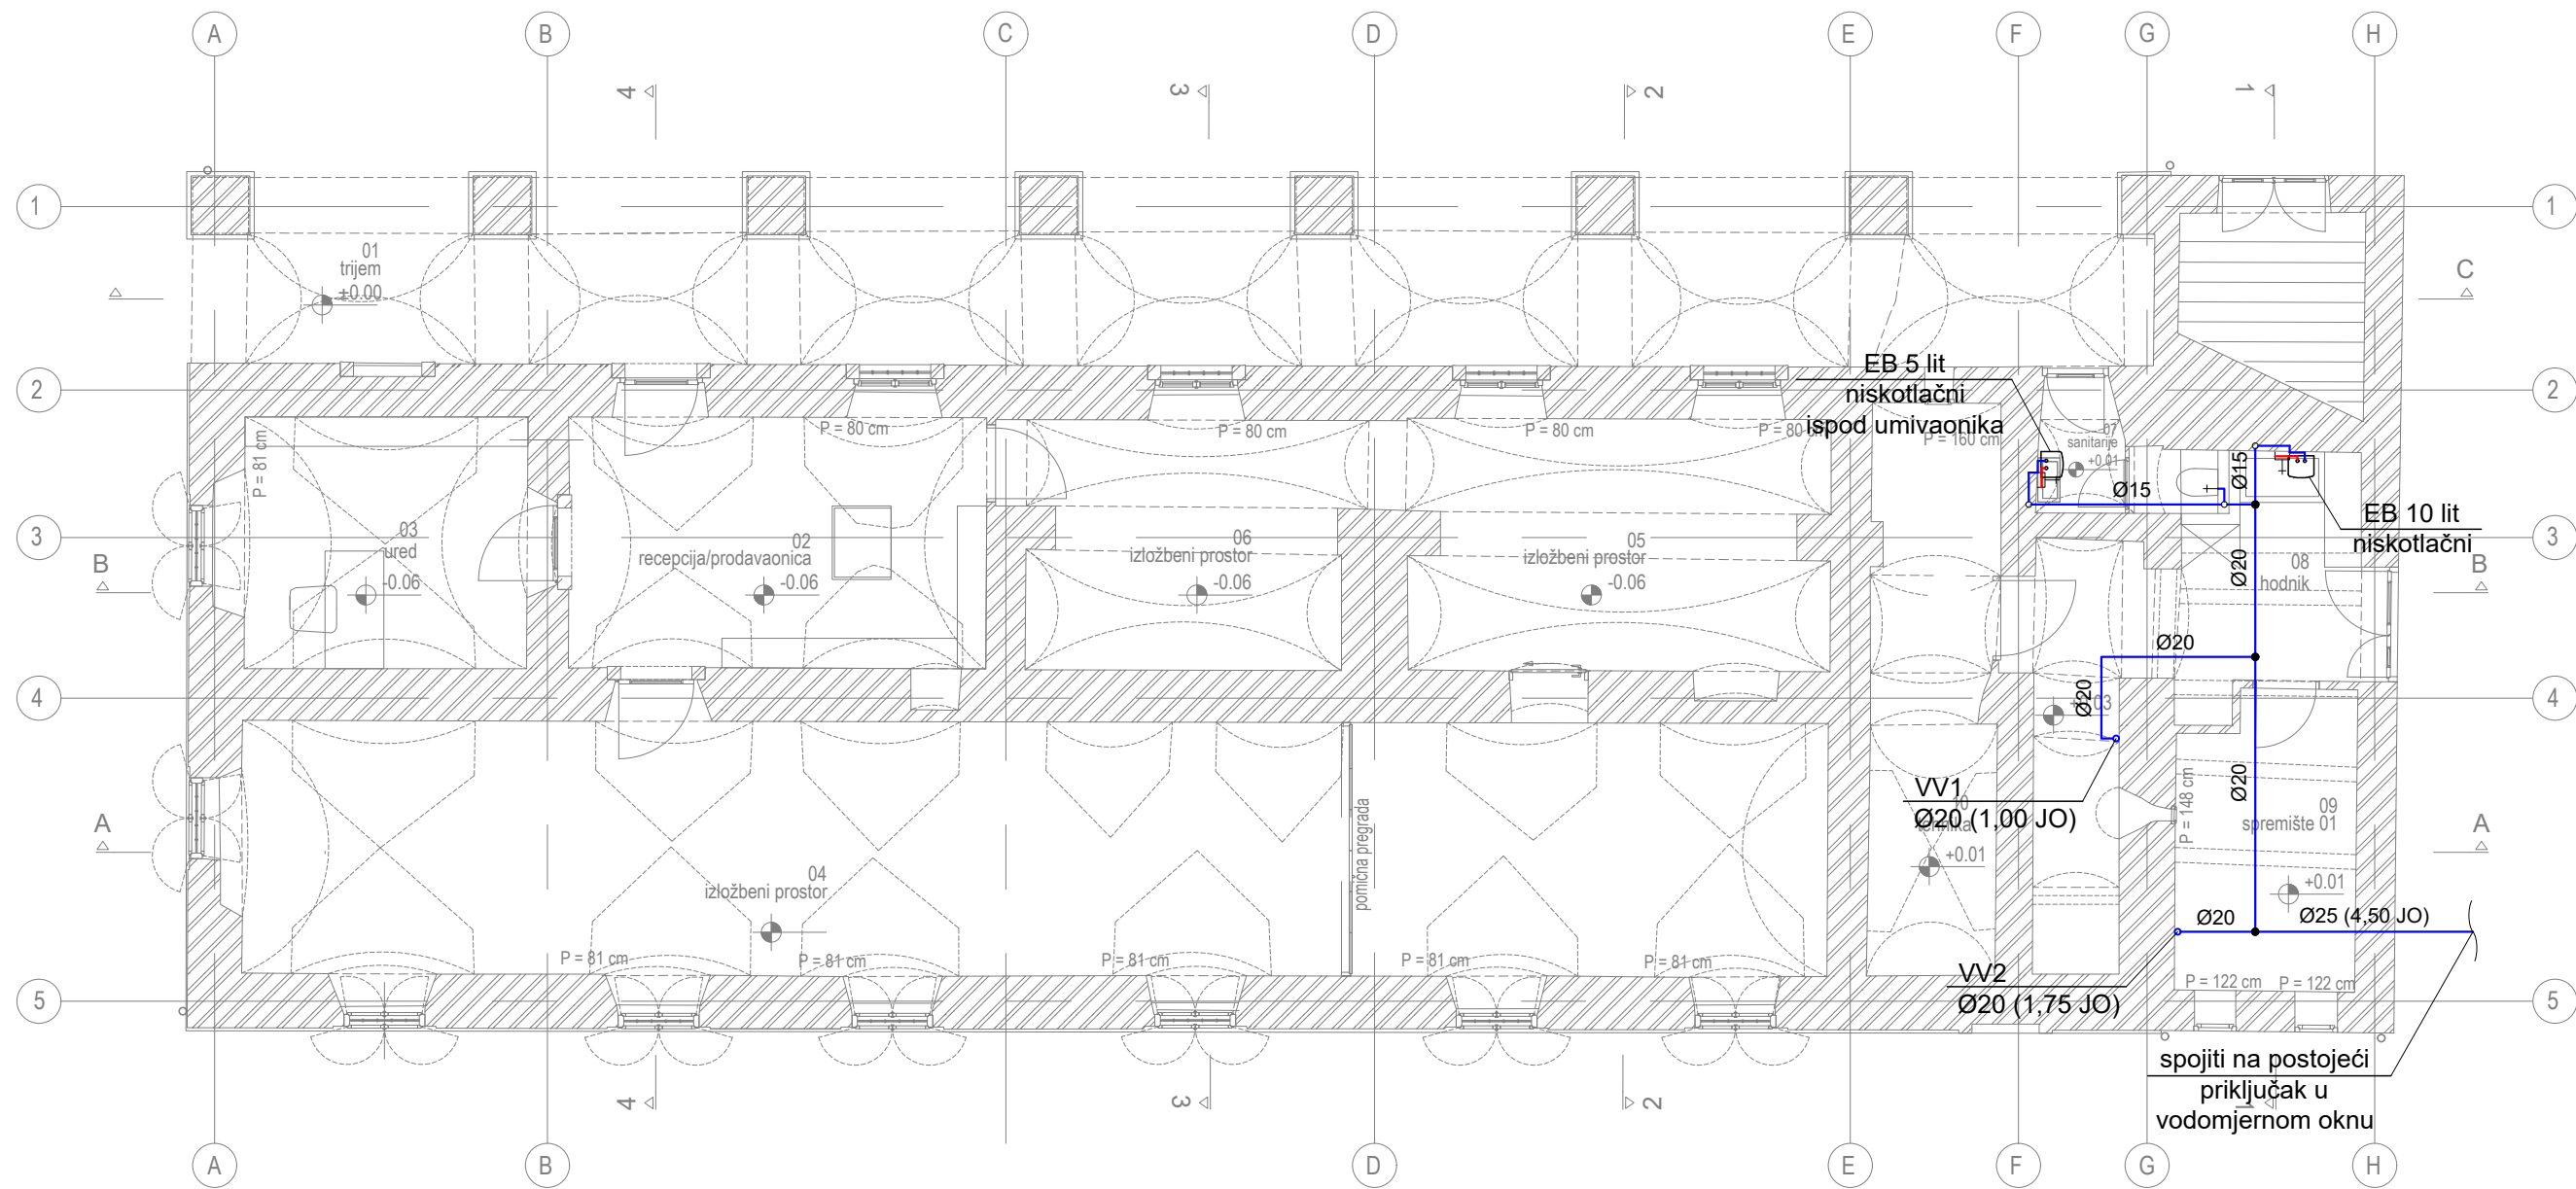 A B C D E F G H
4 3 2 1
1 1
01
trijem
±0.00
C
2 2
EB 5 lit
niskotlačni
ispod umivaonika
P = 81 cm
P = 80 cm
P = 80 cm
P = 80 cm
P = 80 cm
P = 160 cm
07
sanitarije
+0.01
Ø15
Ø15
EB 10 lit
niskotlačni
3 3
B B
03
ured
-0.06
02
recepcija/prodavaonica
-0.06
06
izložbeni prostor
-0.06
05
izložbeni prostor
-0.06
Ø20
08
hodnik
Ø20
4 4
Ø20
VV1
Ø20 (1,00 JO)
10
tehnika
+0.01
Ø20
P = 148 cm
09
spremište 01
+0.01
A A
pomična pregrada
04
izložbeni prostor
Ø20
Ø25 (4,50 JO)
P = 81 cm
P = 81 cm
P = 81 cm
P = 81 cm
P = 81 cm
VV2
Ø20 (1,75 JO)
P = 122 cm
P = 122 cm
5 5
spojiti na postojeći
priključak u
vodomjernom oknu
4 3 2 1
A B D E F G H